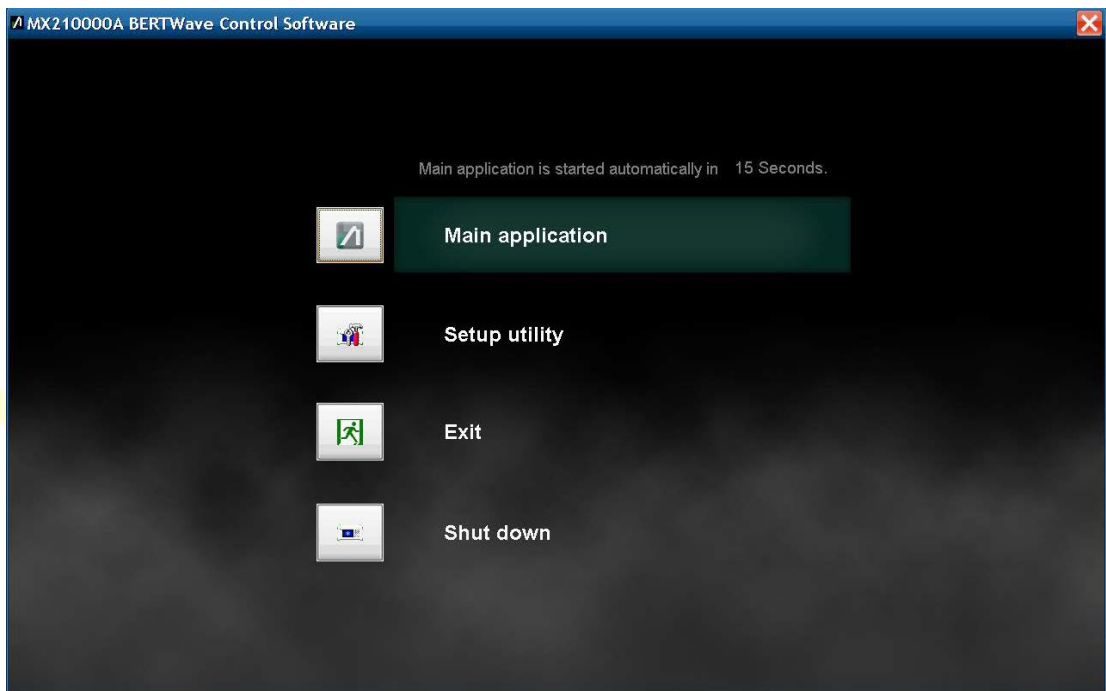 MX210000A BERTWave Control Software
Main application is started automatically in 15 Seconds.
Main application
Setup utility
Exit
Shut down